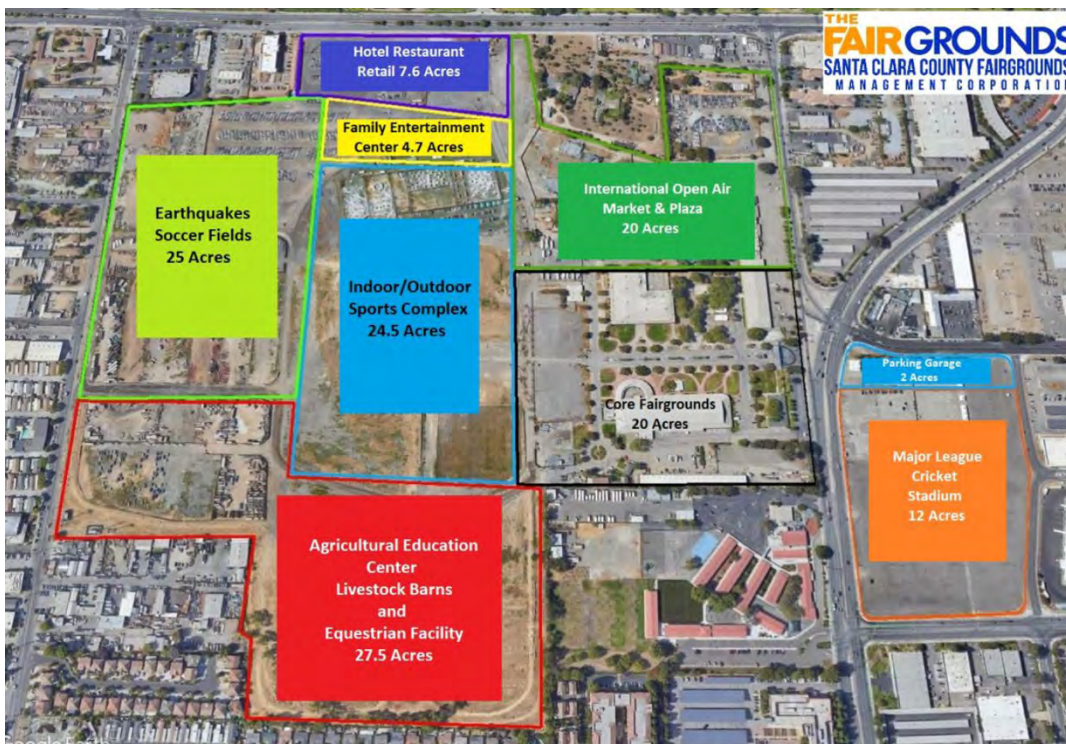 THE
FAIRGROUNDS
SANTA CLARA COUNTY FAIRGROUNDS
MANAGEMENT CORPORATION
Hotel Restaurant
Retail 7.6 Acres
Family Entertainment
Center 4.7 Acres
Earthquakes
Soccer Fields
25 Acres
International Open Air
Market & Plaza
20 Acres
Indoor/Outdoor
Sports Complex
24.5 Acres
Parking Garage
2 Acres
Core Fairgrounds
20 Acres
Major League
Cricket
Stadium
12 Acres
Agricultural Education
Center
Livestock Barns
and
Equestrian Facility
27.5 Acres
Google Earth